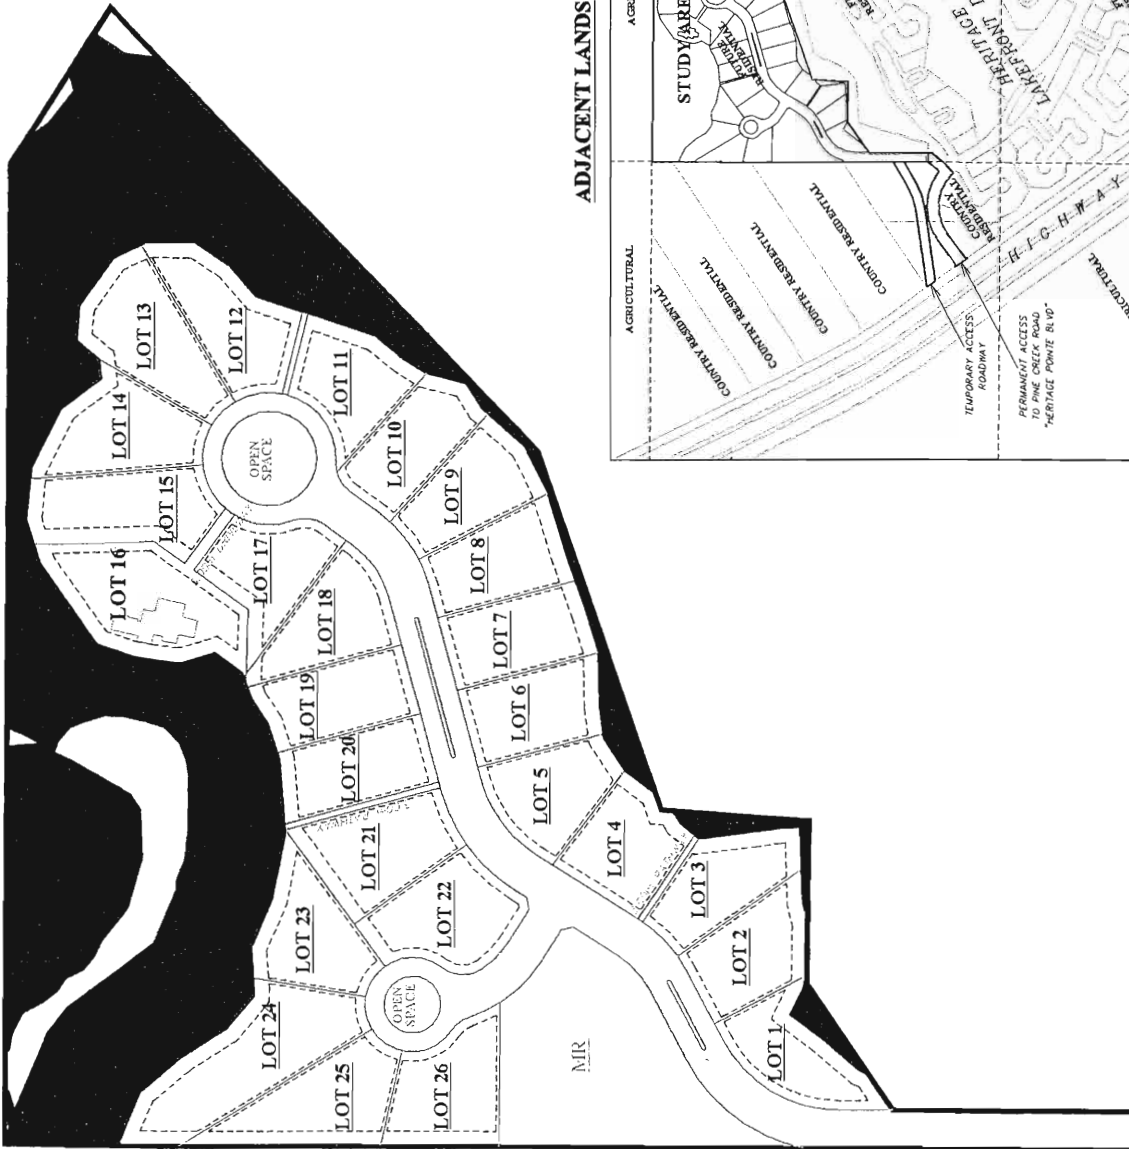 LOT 13
LOT 12
LOT 14
LOT 11
OPEN
SPACE
LOT 10
LOT 15
LOT 9
LOT 16
LOT 17
LOT 8
LOT 18
LOT 7
LOT 19
LOT 6
LOT 20
LOT 5
LOT 21
LOT 4
LOT 22
LOT 3
LOT 23
LOT 2
OPEN
SPACE
LOT 24
LOT 1
LOT 25
LOT 26
MR
ADJACENT LANDS
STUDY ARE
FUTURE
RESIDENTIAL
HERITAGE
LAKEFRONT
AGRICULTURAL
COUNTRY RESIDENTIAL
COUNTRY RESIDENTIAL
COUNTRY RESIDENTIAL
COUNTRY RESIDENTIAL
COUNTRY
RESIDENTIAL
HIGHWAY
TEMPORARY ACCESS
ROADWAY
PERMANENT ACCESS
TO PINE CREEK ROAD
"HERITAGE POINTE BLVD"